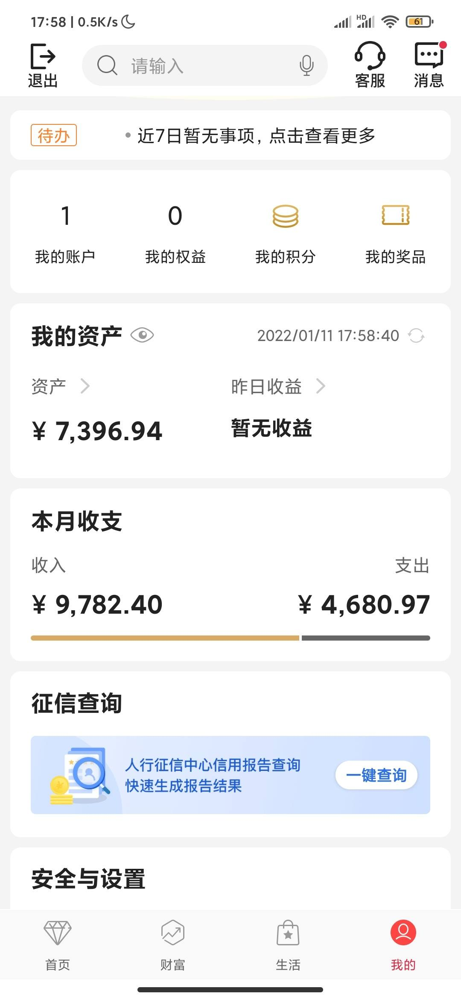 17:58 | 0.5K/s
HD
61
退出
请输入
客服
消息
待办
近7日暂无事项，点击查看更多
1
0
我的账户
我的权益
我的积分
我的奖品
我的资产
2022/01/11 17:58:40
资产
昨日收益
¥ 7,396.94
暂无收益
本月收支
收入
支出
¥ 9,782.40
¥ 4,680.97
征信查询
人行征信中心信用报告查询
快速生成报告结果
一键查询
安全与设置
首页
财富
生活
我的